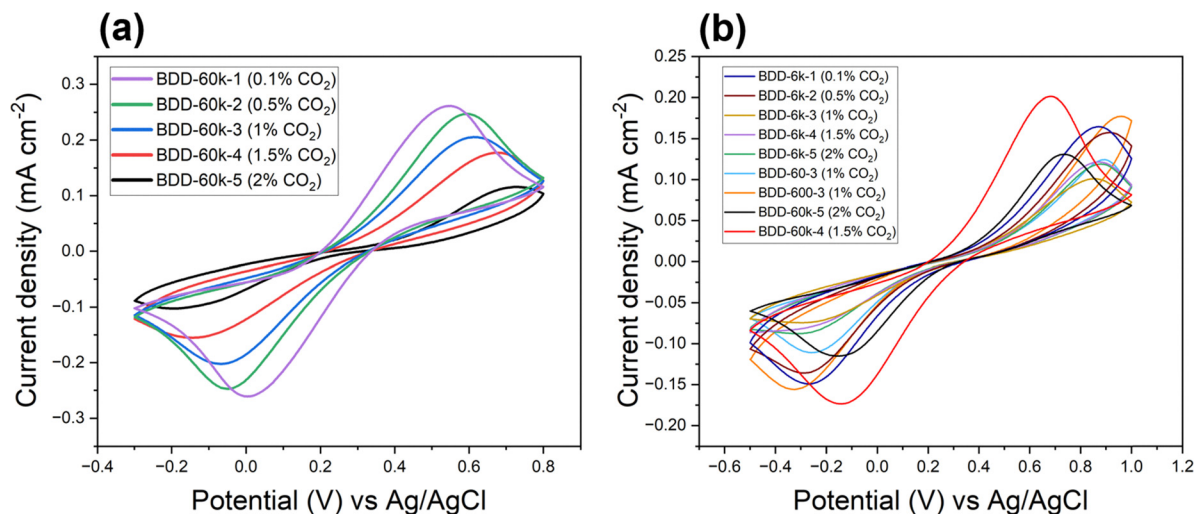 (a)
Current density (mA cm⁻²)
0.3
0.2
0.1
0.0
−0.1
−0.2
−0.3
BDD-60k-1 (0.1% CO₂)
BDD-60k-2 (0.5% CO₂)
BDD-60k-3 (1% CO₂)
BDD-60k-4 (1.5% CO₂)
BDD-60k-5 (2% CO₂)
−0.4 −0.2 0.0 0.2 0.4 0.6 0.8
Potential (V) vs Ag/AgCl
(b)
Current density (mA cm⁻²)
0.25
0.20
0.15
0.10
0.05
0.00
−0.05
−0.10
−0.15
−0.20
BDD-6k-1 (0.1% CO₂)
BDD-6k-2 (0.5% CO₂)
BDD-6k-3 (1% CO₂)
BDD-6k-4 (1.5% CO₂)
BDD-6k-5 (2% CO₂)
BDD-60-3 (1% CO₂)
BDD-600-3 (1% CO₂)
BDD-60k-5 (2% CO₂)
BDD-60k-4 (1.5% CO₂)
−0.6 −0.4 −0.2 0.0 0.2 0.4 0.6 0.8 1.0 1.2
Potential (V) vs Ag/AgCl